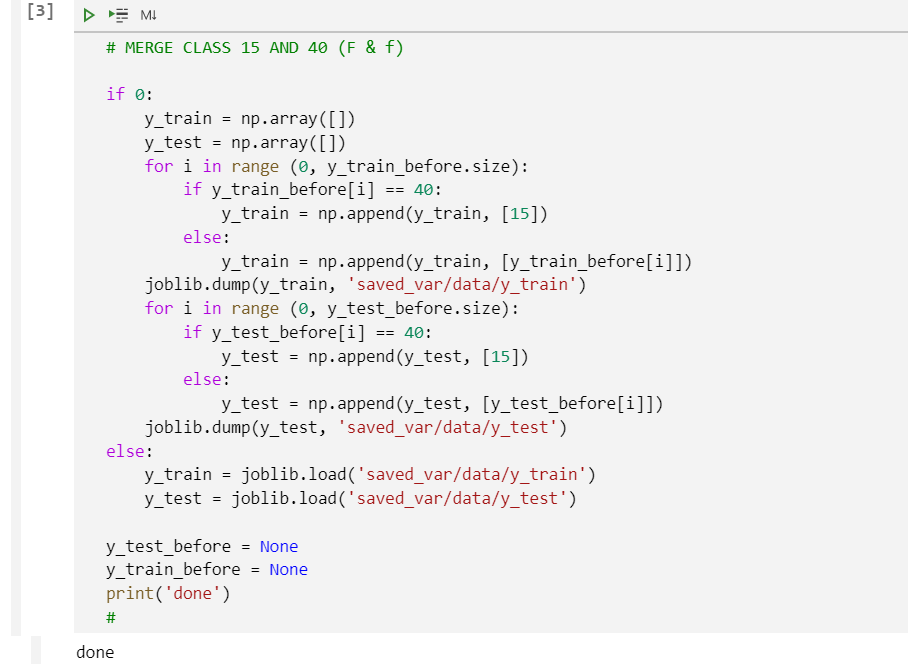 [3]
M↓
# MERGE CLASS 15 AND 40 (F & f)
if 0:
    y_train = np.array([])
    y_test = np.array([])
    for i in range (0, y_train_before.size):
        if y_train_before[i] == 40:
            y_train = np.append(y_train, [15])
        else:
            y_train = np.append(y_train, [y_train_before[i]])
    joblib.dump(y_train, 'saved_var/data/y_train')
    for i in range (0, y_test_before.size):
        if y_test_before[i] == 40:
            y_test = np.append(y_test, [15])
        else:
            y_test = np.append(y_test, [y_test_before[i]])
    joblib.dump(y_test, 'saved_var/data/y_test')
else:
    y_train = joblib.load('saved_var/data/y_train')
    y_test = joblib.load('saved_var/data/y_test')
y_test_before = None
y_train_before = None
print('done')
#
done